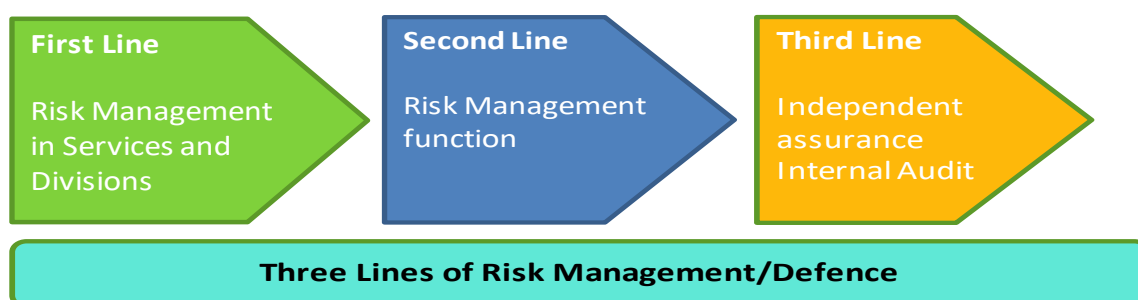 First Line
Risk Management
in Services and
Divisions
Second Line
Risk Management
function
Third Line
Independent
assurance
Internal Audit
Three Lines of Risk Management/Defence